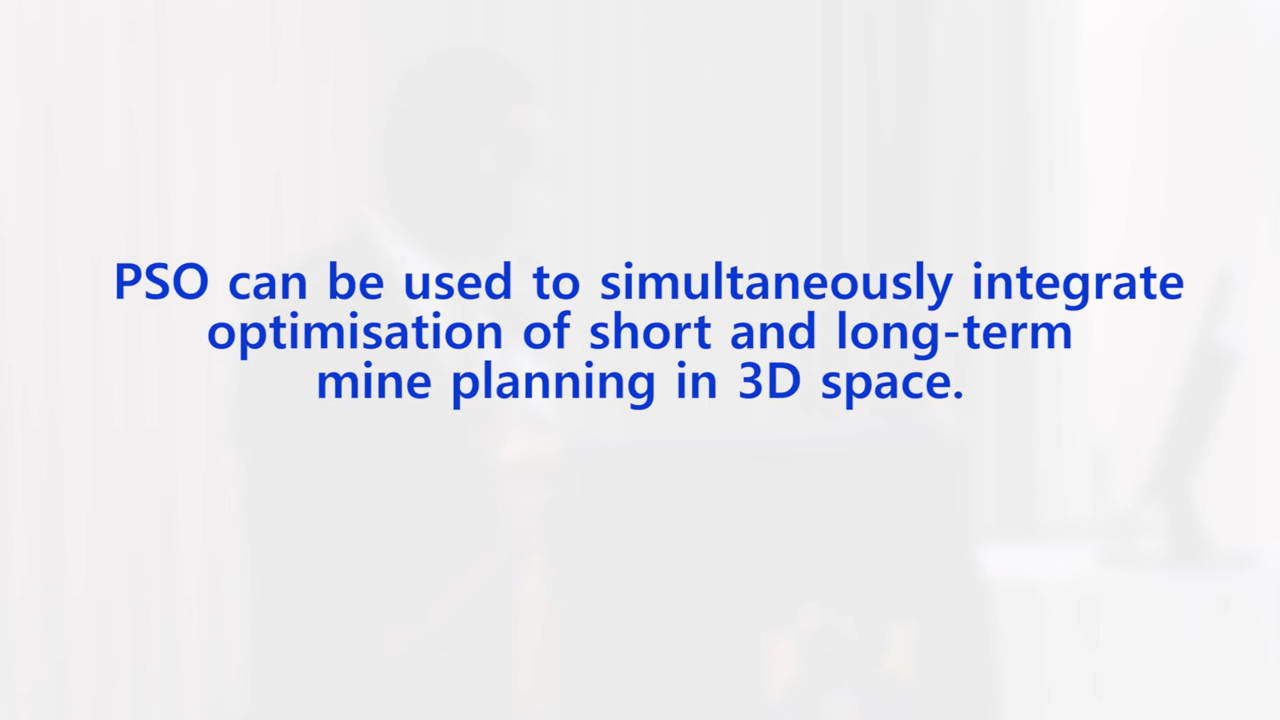 PSO can be used to simultaneously integrate
optimisation of short and long-term
mine planning in 3D space.